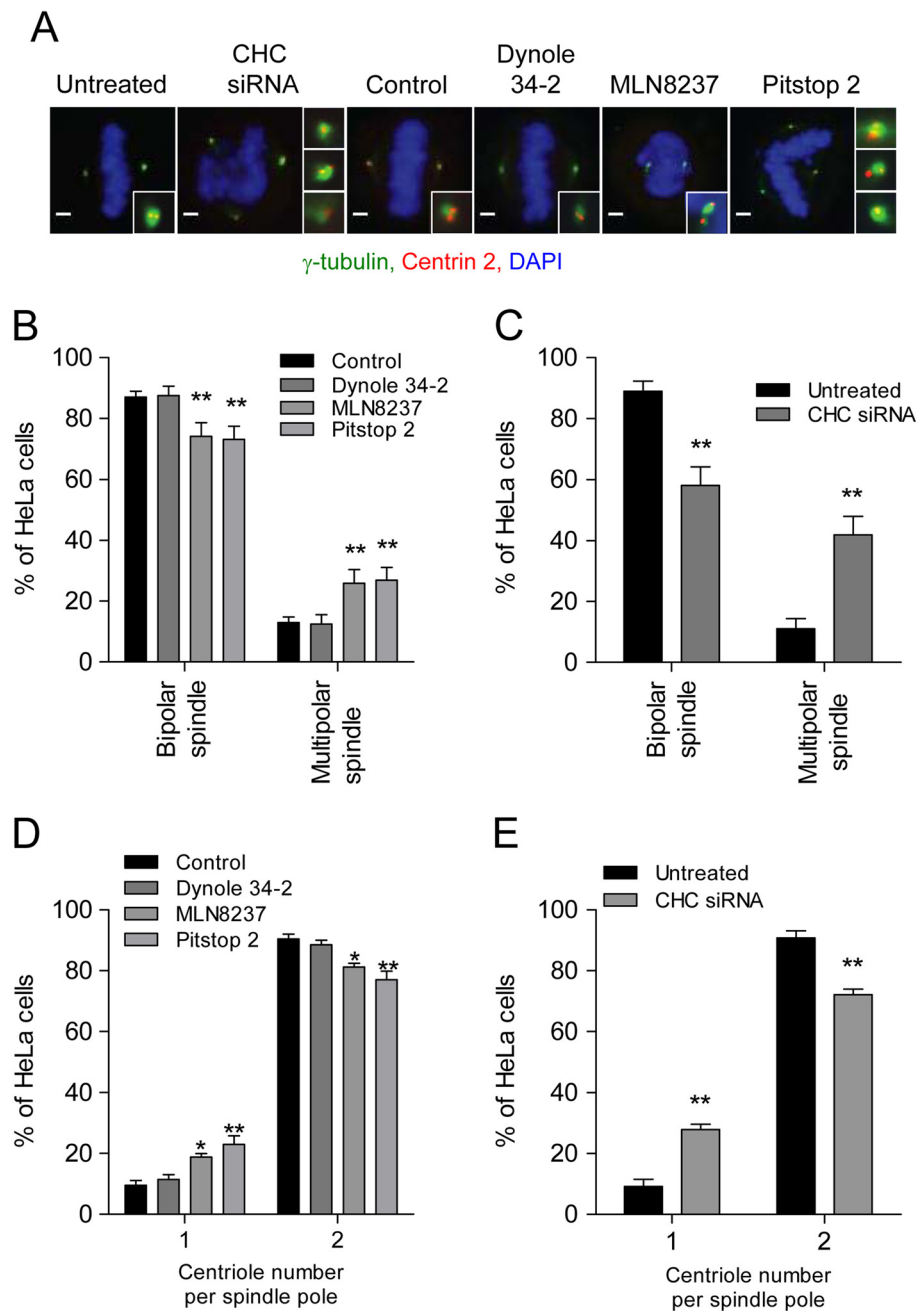 A
Untreated
CHC
siRNA
Control
Dynole
34-2
MLN8237
Pitstop 2
γ-tubulin, Centrin 2, DAPI
B
% of HeLa cells
100
80
60
40
20
0
Control
Dynole 34-2
MLN8237
Pitstop 2
**
**
**
**
Bipolar
spindle
Multipolar
spindle
C
% of HeLa cells
100
80
60
40
20
0
Untreated
CHC siRNA
**
**
Bipolar
spindle
Multipolar
spindle
D
Control
Dynole 34-2
MLN8237
Pitstop 2
% of HeLa cells
100
80
60
40
20
0
*
**
*
**
1
2
Centriole number
per spindle pole
E
Untreated
CHC siRNA
% of HeLa cells
100
80
60
40
20
0
**
**
1
2
Centriole number
per spindle pole